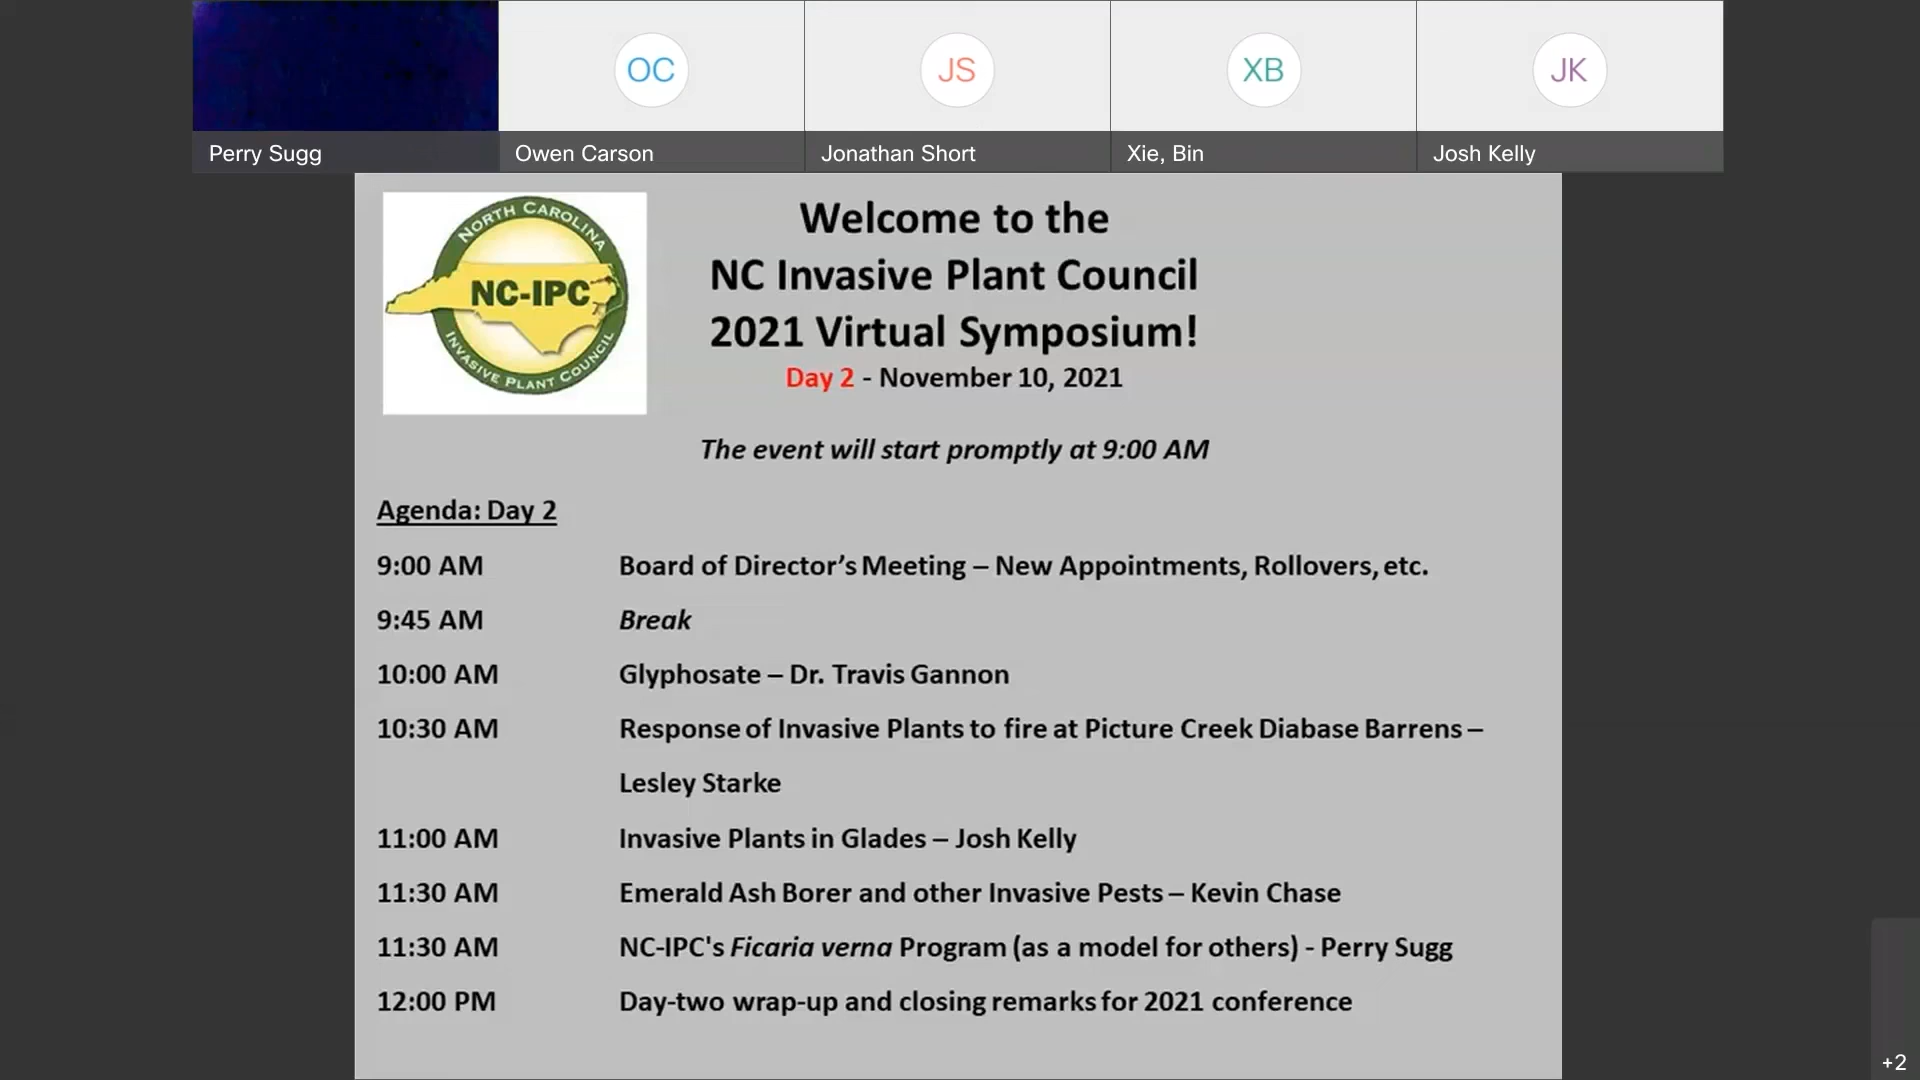 OC
JS
XB
JK
Perry Sugg
Owen Carson
Jonathan Short
Xie, Bin
Josh Kelly
NORTH CAROLINA
NC-IPC
INVASIVE PLANT COUNCIL
Welcome to the
NC Invasive Plant Council
2021 Virtual Symposium!
Day 2 - November 10, 2021
The event will start promptly at 9:00 AM
Agenda: Day 2
9:00 AM Board of Director's Meeting – New Appointments, Rollovers, etc.
9:45 AM Break
10:00 AM Glyphosate – Dr. Travis Gannon
10:30 AM Response of Invasive Plants to fire at Picture Creek Diabase Barrens –
Lesley Starke
11:00 AM Invasive Plants in Glades – Josh Kelly
11:30 AM Emerald Ash Borer and other Invasive Pests – Kevin Chase
11:30 AM NC-IPC's Ficaria verna Program (as a model for others) - Perry Sugg
12:00 PM Day-two wrap-up and closing remarks for 2021 conference
+2